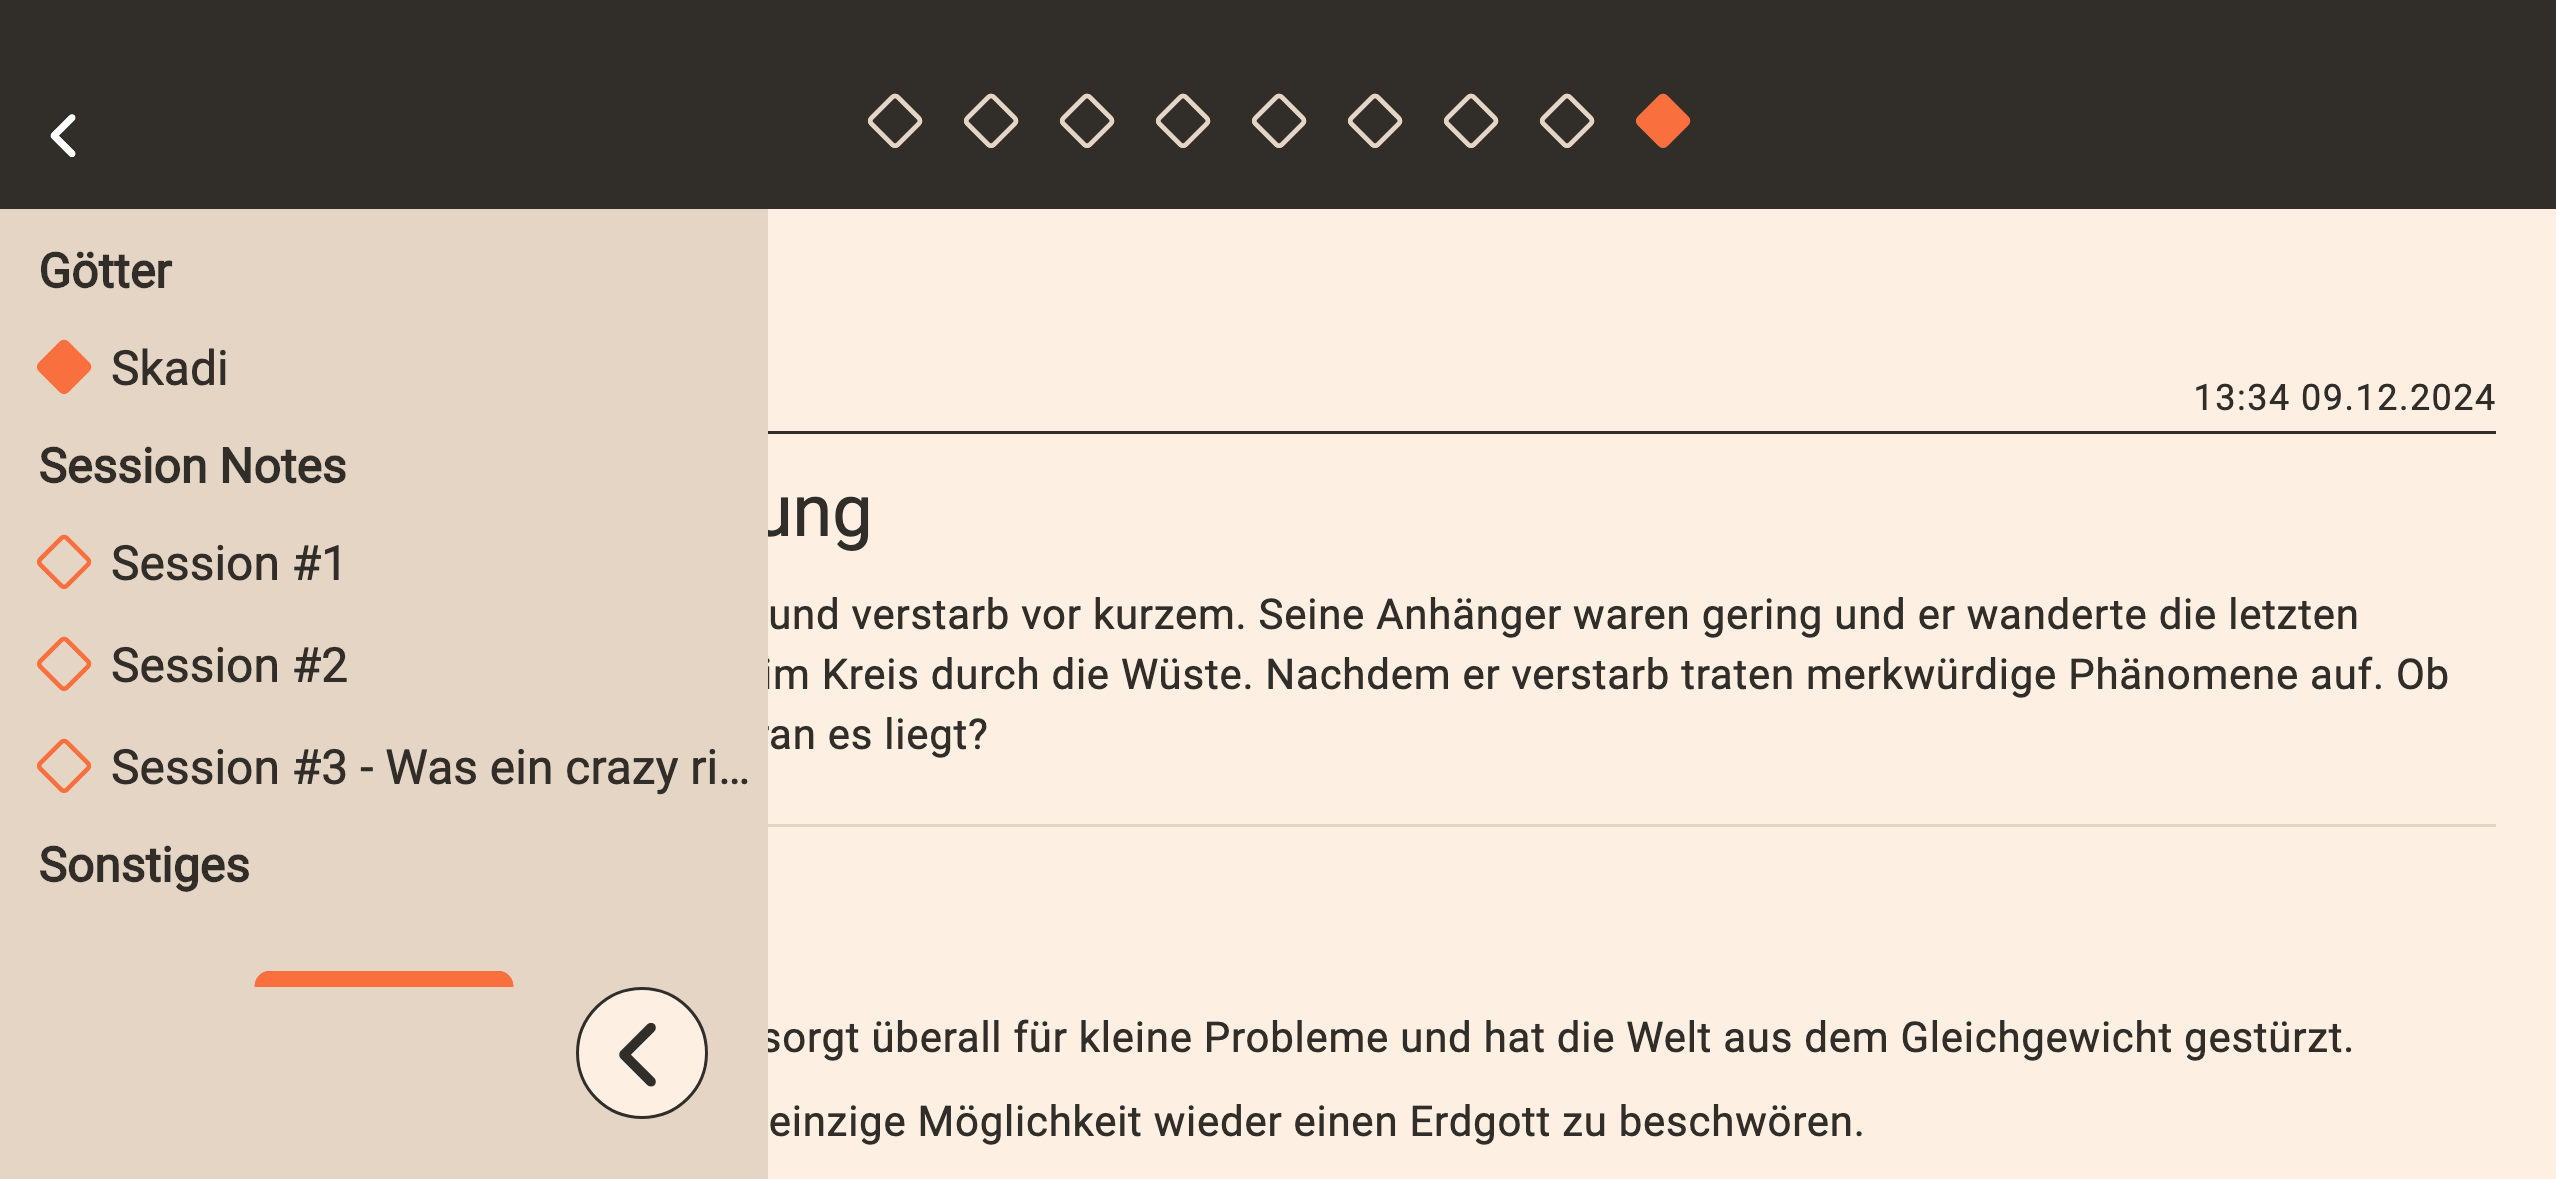 Götter
Skadi
Session Notes
Session #1
Session #2
Session #3 - Was ein crazy ri...
Sonstiges
13:34 09.12.2024
ung
und verstarb vor kurzem. Seine Anhänger waren gering und er wanderte die letzten
im Kreis durch die Wüste. Nachdem er verstarb traten merkwürdige Phänomene auf. Ob
an es liegt?
sorgt überall für kleine Probleme und hat die Welt aus dem Gleichgewicht gestürzt.
einzige Möglichkeit wieder einen Erdgott zu beschwören.